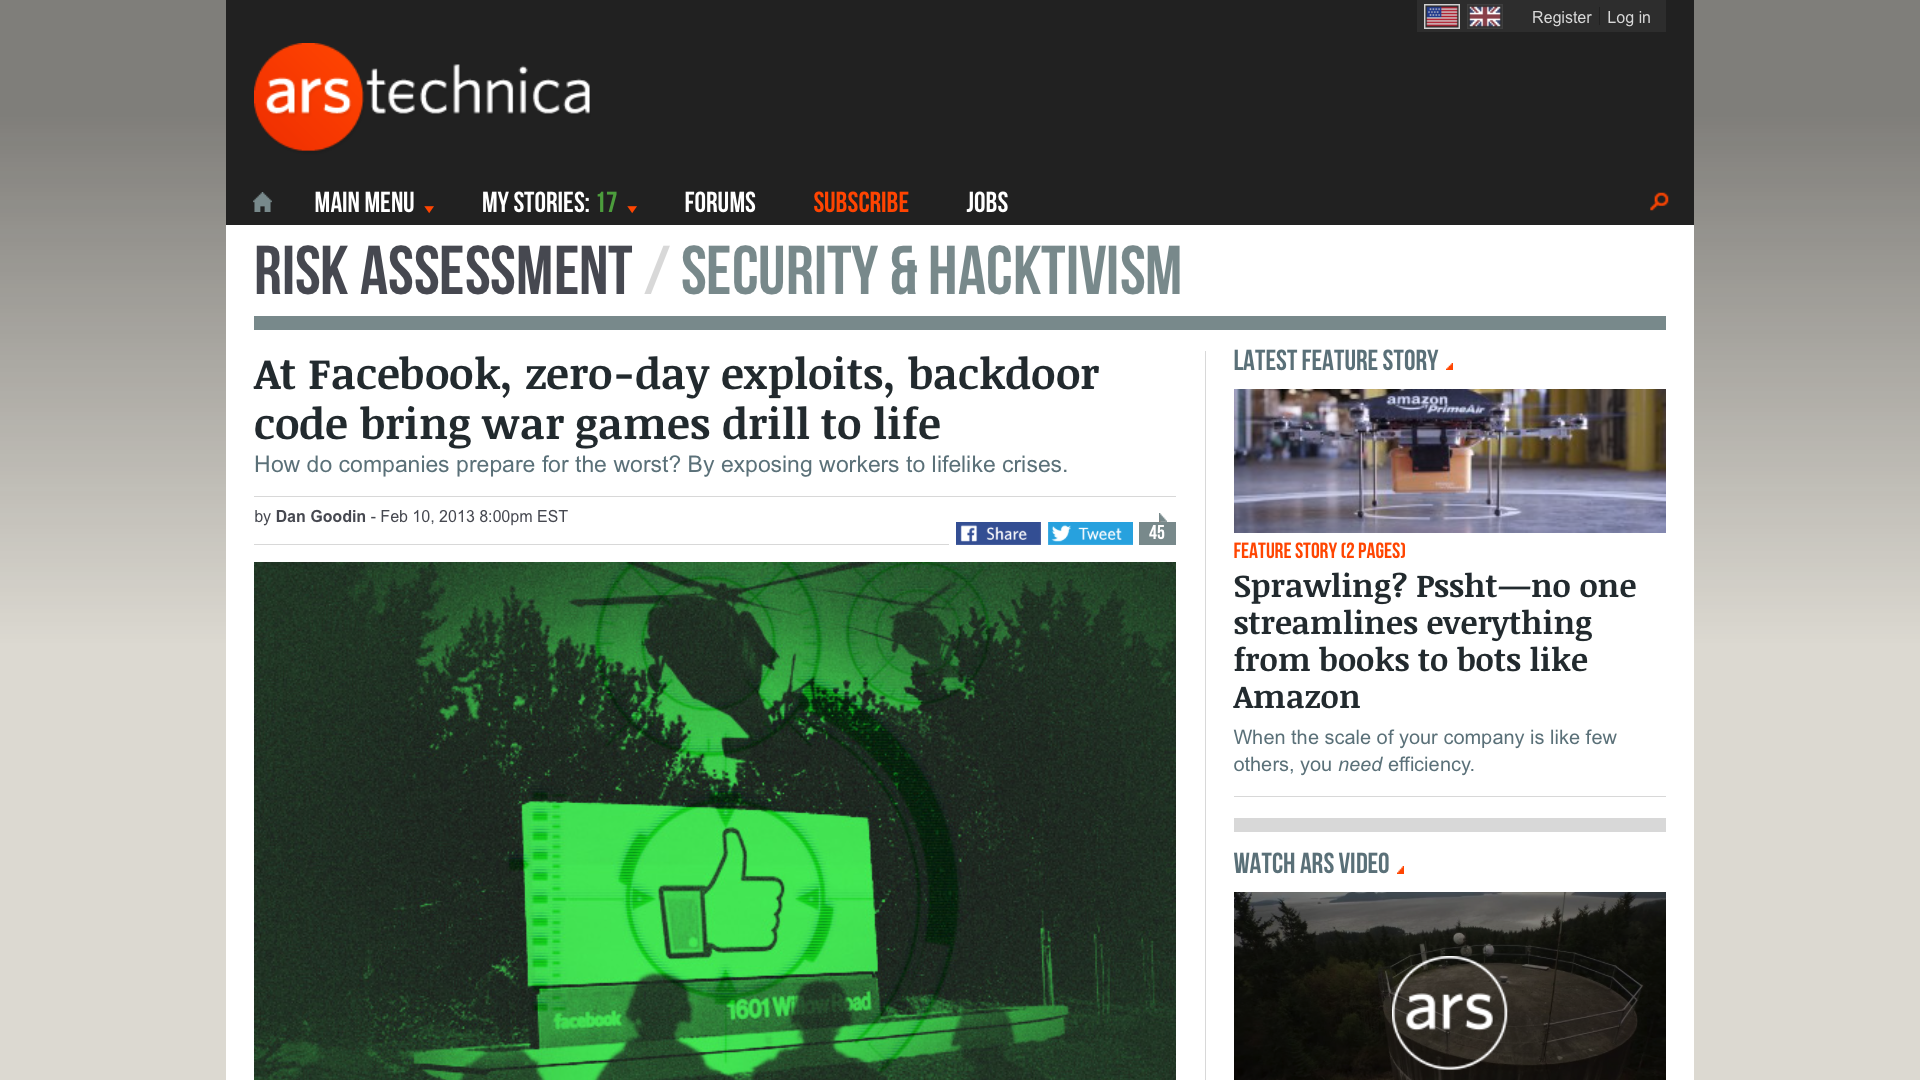 Register Log in
ars technica
MAIN MENU MY STORIES: 17 FORUMS SUBSCRIBE JOBS
RISK ASSESSMENT / SECURITY & HACKTIVISM
At Facebook, zero-day exploits, backdoor
code bring war games drill to life
How do companies prepare for the worst? By exposing workers to lifelike crises.
by Dan Goodin - Feb 10, 2013 8:00pm EST
Share Tweet 45
facebook
1601 Willow Road
LATEST FEATURE STORY
amazon
PrimeAir
FEATURE STORY (2 PAGES)
Sprawling? Pssht—no one
streamlines everything
from books to bots like
Amazon
When the scale of your company is like few
others, you need efficiency.
WATCH ARS VIDEO
ars